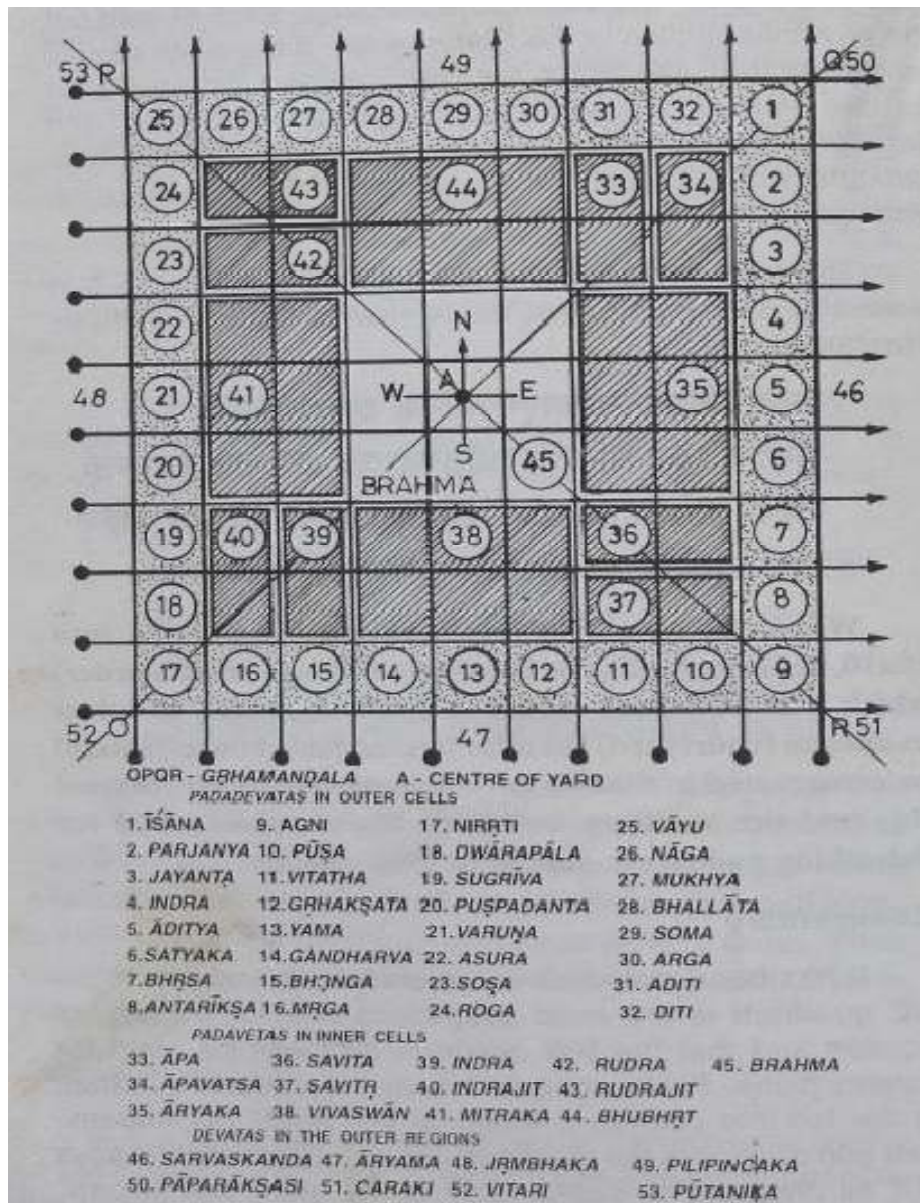 53 P 49 Q50
25 26 27 28 29 30 31 32 1
24 43 44 33 34 2
23 42 3
22 N 4
48 21 41 W A E 35 5 46
20 S 45 6
BRAHMA
19 40 39 38 36 7
18 37 8
17 16 15 14 13 12 11 10 9
52 O 47 R 51
OPQR - GṚHAMAṆḌALA A - CENTRE OF YARD
PADADEVATAS IN OUTER CELLS
1. ĪŚĀNA 9. AGNI 17. NIRṚTI 25. VĀYU
2. PARJANYA 10. PŪṢA 18. DWĀRAPĀLA 26. NĀGA
3. JAYANTA 11. VITATHA 19. SUGRĪVA 27. MUKHYA
4. INDRA 12. GṚHAKṢATA 20. PUṢPADANTA 28. BHALLĀTA
5. ĀDITYA 13. YAMA 21. VARUṆA 29. SOMA
6. SATYAKA 14. GANDHARVA 22. ASURA 30. ARGA
7. BHṚSA 15. 23. SOṢA 31. ADITI
8. ANTARĪKṢA 16. MṚGA 24. ROGA 32. DITI
PADAVETAS IN INNER CELLS
33. ĀPA 36. SAVITA 39. INDRA 42. RUDRA 45. BRAHMA
34. ĀPAVATSA 37. SAVITṚ 40. INDRAJIT 43. RUDRAJIT
35. ĀRYAKA 38. VIVASWĀN 41. MITRAKA 44. BHUBHṚT
DEVATAS IN THE OUTER REGIONS
46. SARVASKANDA 47. ĀRYAMA 48. JṚMBHAKA 49. PILIPINCAKA
50. PĀPARĀKṢASI 51. CARAKI 52. VITARI 53. PŪTANIKA